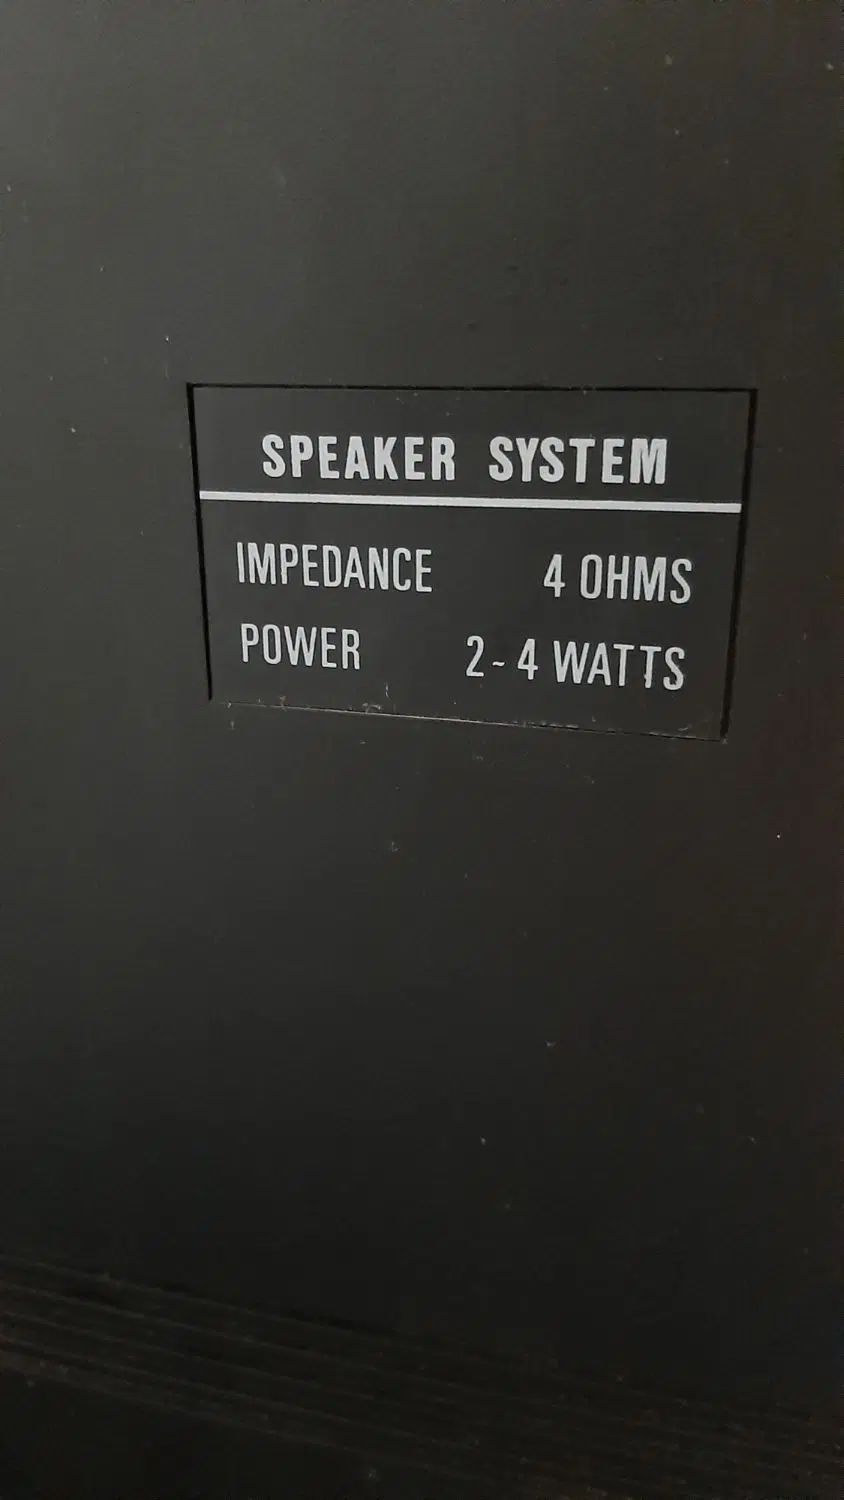 SPEAKER SYSTEM
IMPEDANCE 4 OHMS
POWER 2~4 WATTS